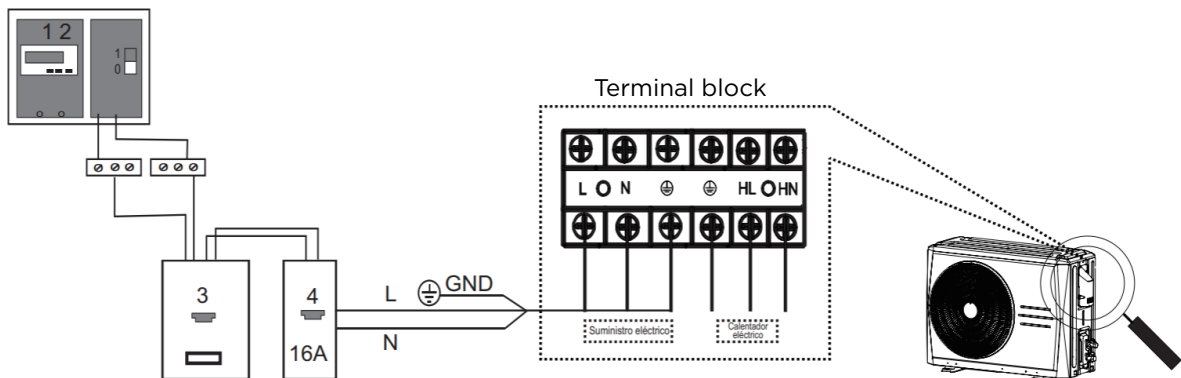 1 2
1
0
Terminal block
L N HL HN
3
4
16A
L
GND
N
Suministro eléctrico
Calentador
eléctrico